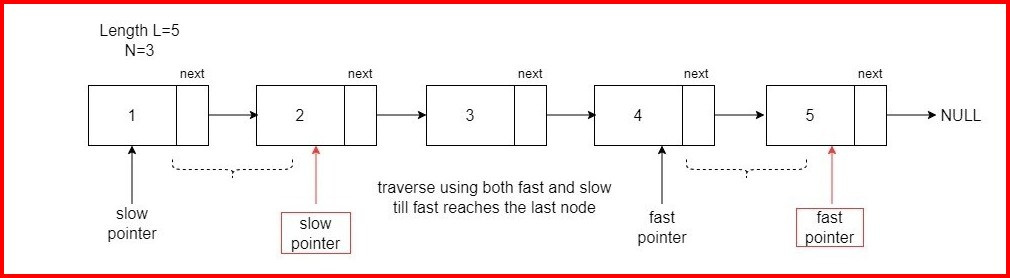 Length L=5
N=3
next
next
next
next
next
1
2
3
4
5
NULL
slow
pointer
slow
pointer
traverse using both fast and slow
till fast reaches the last node
fast
pointer
fast
pointer